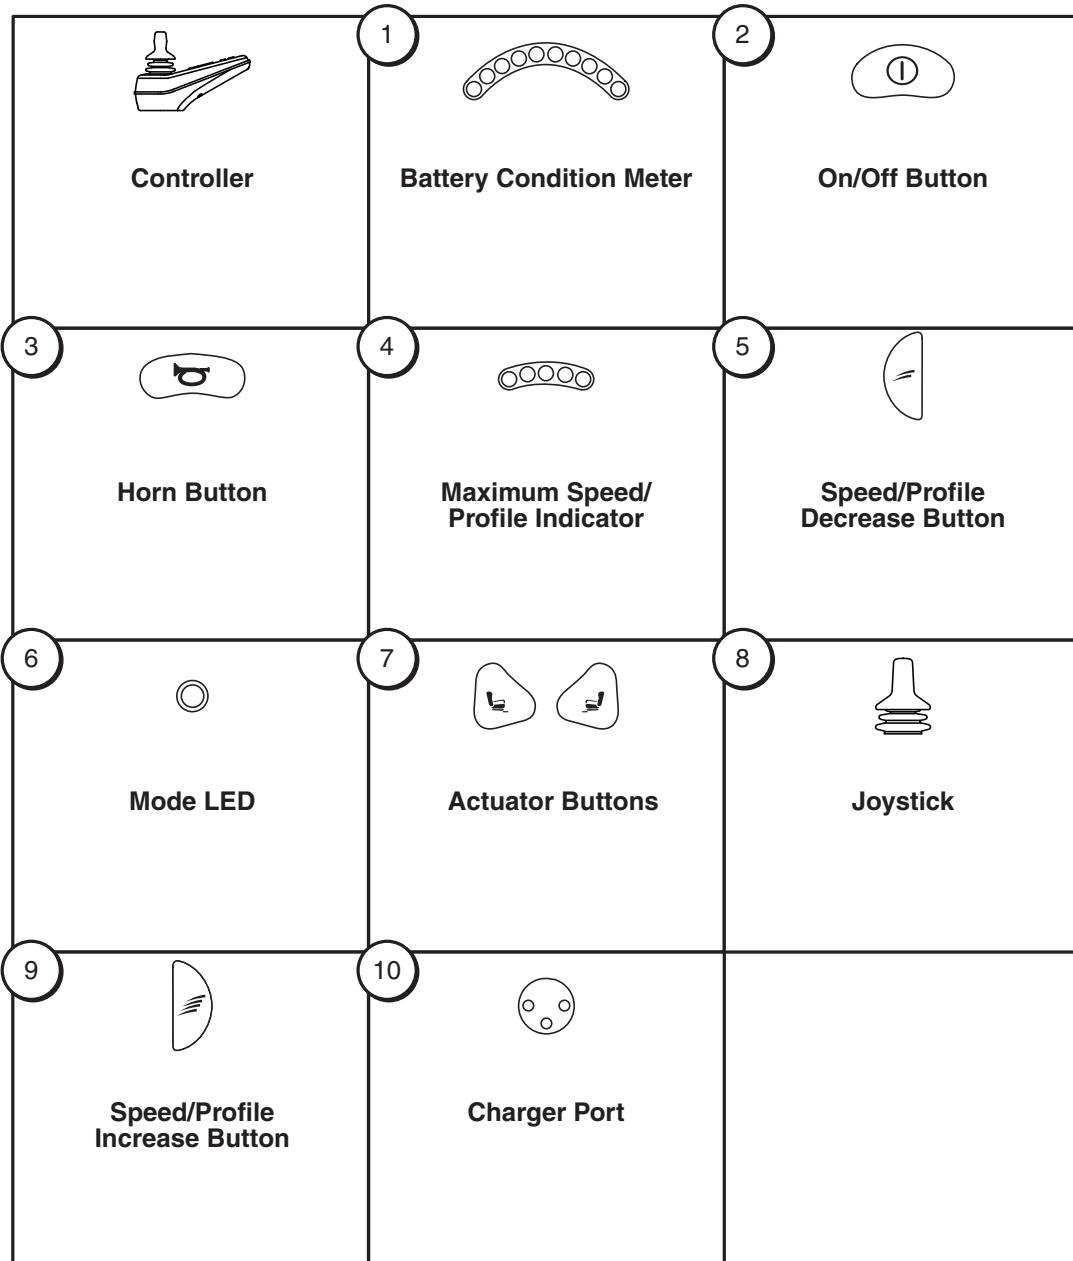 Controller
1
Battery Condition Meter
2
On/Off Button
3
Horn Button
4
Maximum Speed/
Profile Indicator
5
Speed/Profile
Decrease Button
6
Mode LED
7
Actuator Buttons
8
Joystick
9
Speed/Profile
Increase Button
10
Charger Port